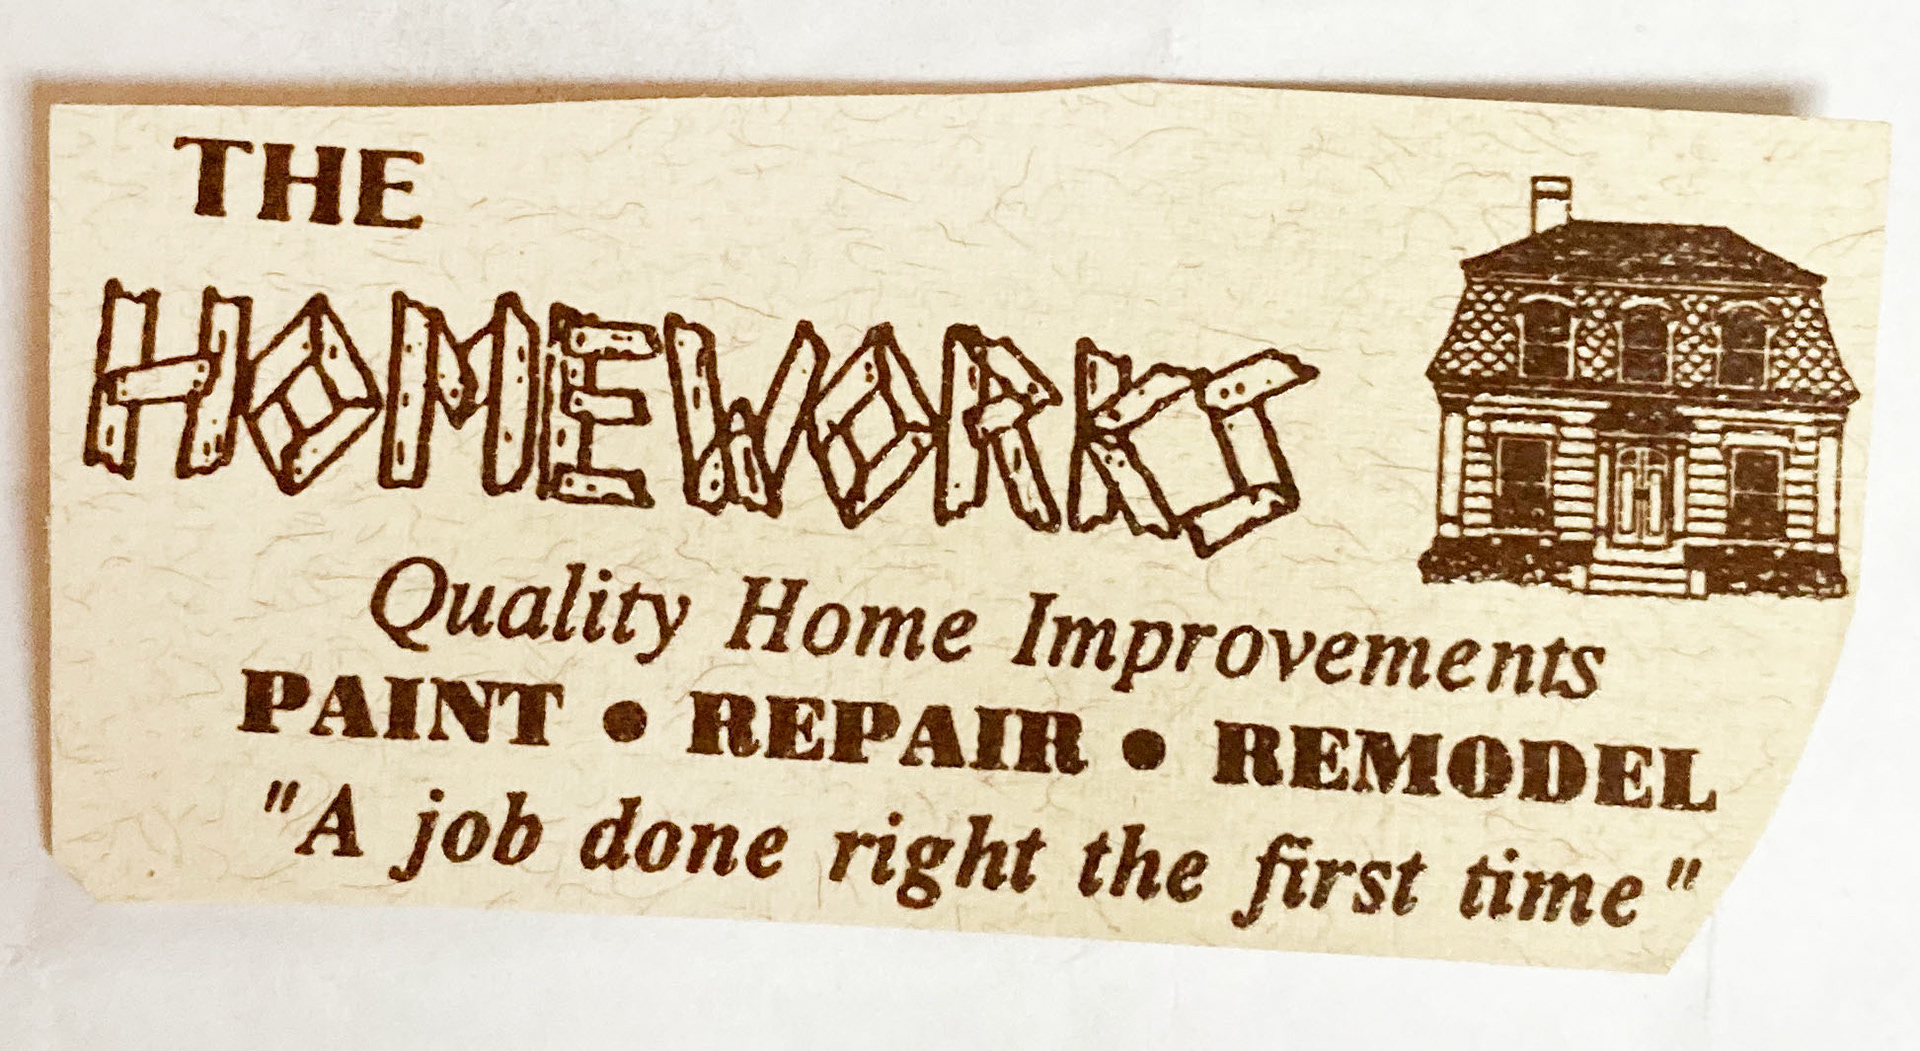 THE
HOMEWORKS
Quality Home Improvements
PAINT • REPAIR • REMODEL
"A job done right the first time"